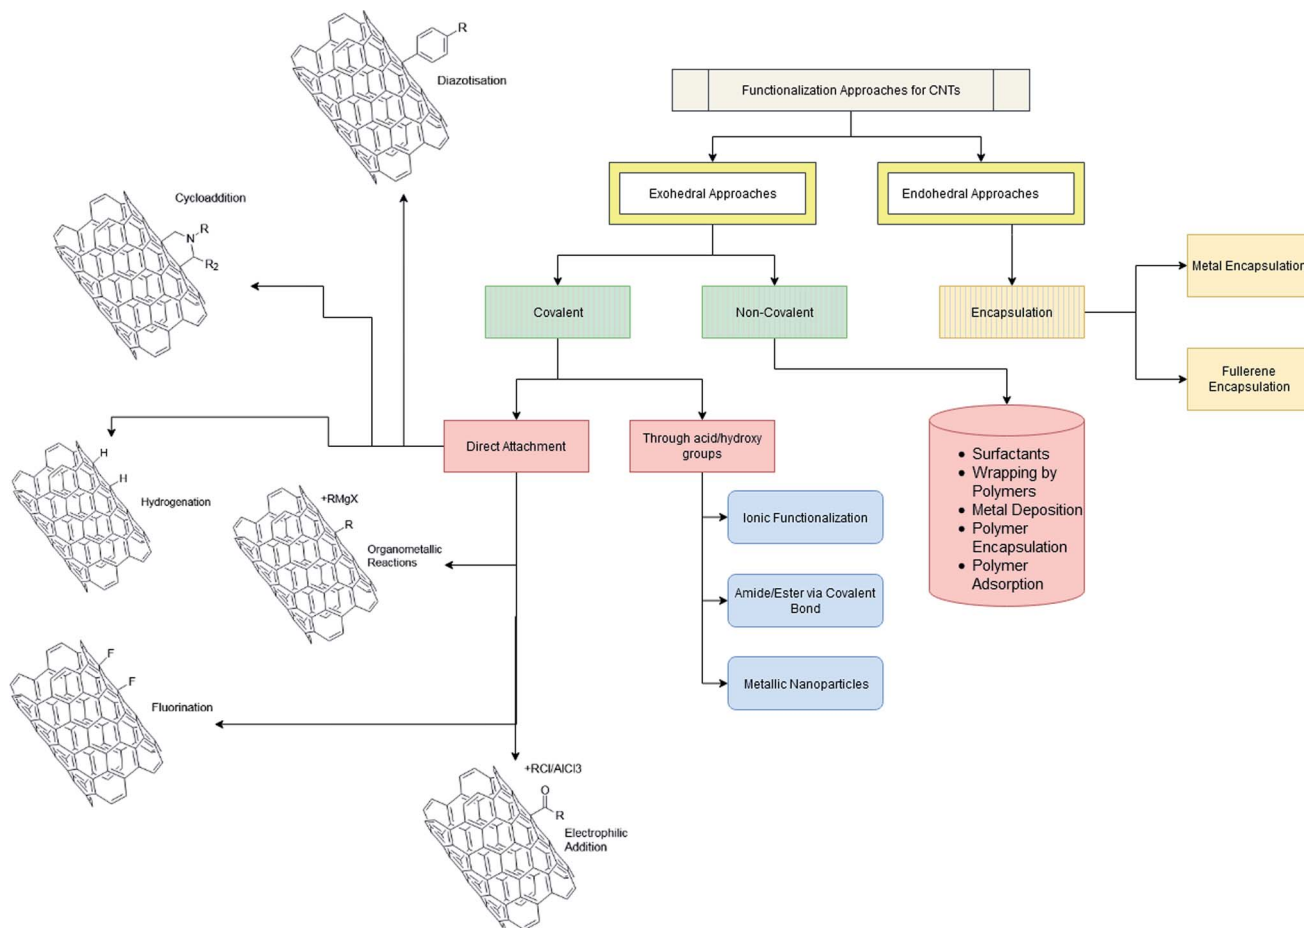 R
Diazotisation
Functionalization Approaches for CNTs
Exohedral Approaches
Endohedral Approaches
Cycloaddition
N
R
R2
Metal Encapsulation
Covalent
Non-Covalent
Encapsulation
Fullerene
Encapsulation
Direct Attachment
Through acid/hydroxy
groups
• Surfactants
• Wrapping by
Polymers
• Metal Deposition
• Polymer
Encapsulation
• Polymer
Adsorption
H
H
Hydrogenation
+RMgX
R
Organometallic
Reactions
Ionic Functionalization
Amide/Ester via Covalent
Bond
Metallic Nanoparticles
F
F
Fluorination
+RCl/AlCl3
O
R
Electrophilic
Addition